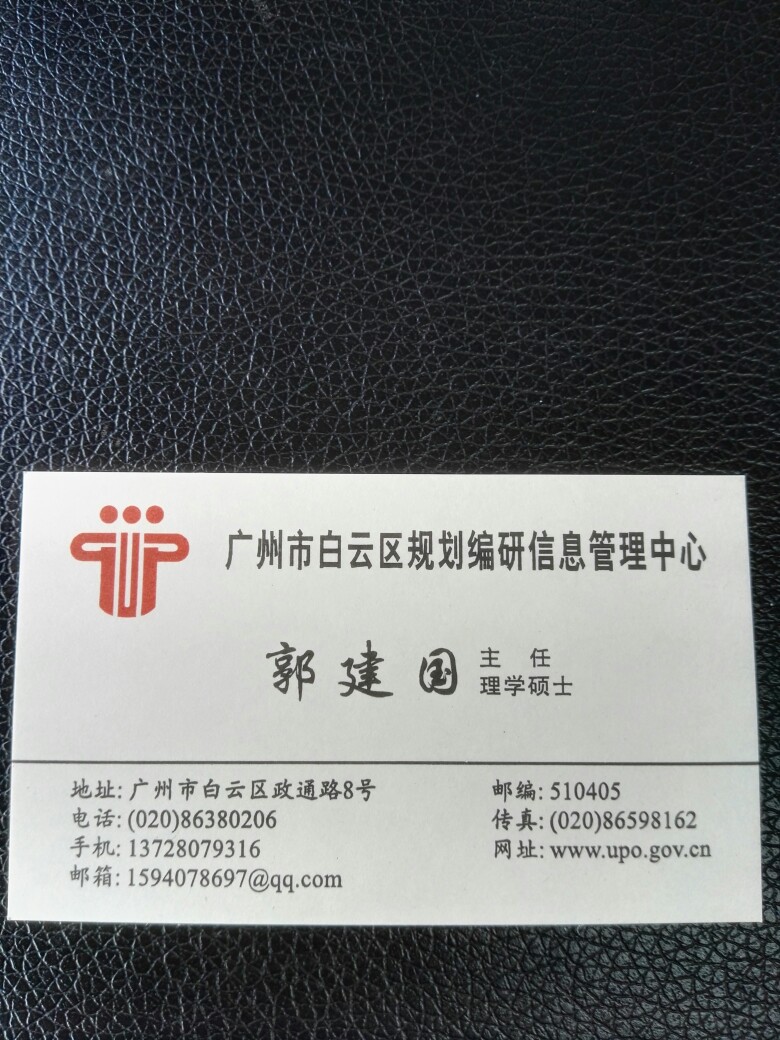 广州市白云区规划编研信息管理中心
郭建国 主任
理学硕士
地址: 广州市白云区政通路8号 邮编: 510405
电话: (020)86380206 传真: (020)86598162
手机: 13728079316 网址: www.upo.gov.cn
邮箱: 1594078697@qq.com